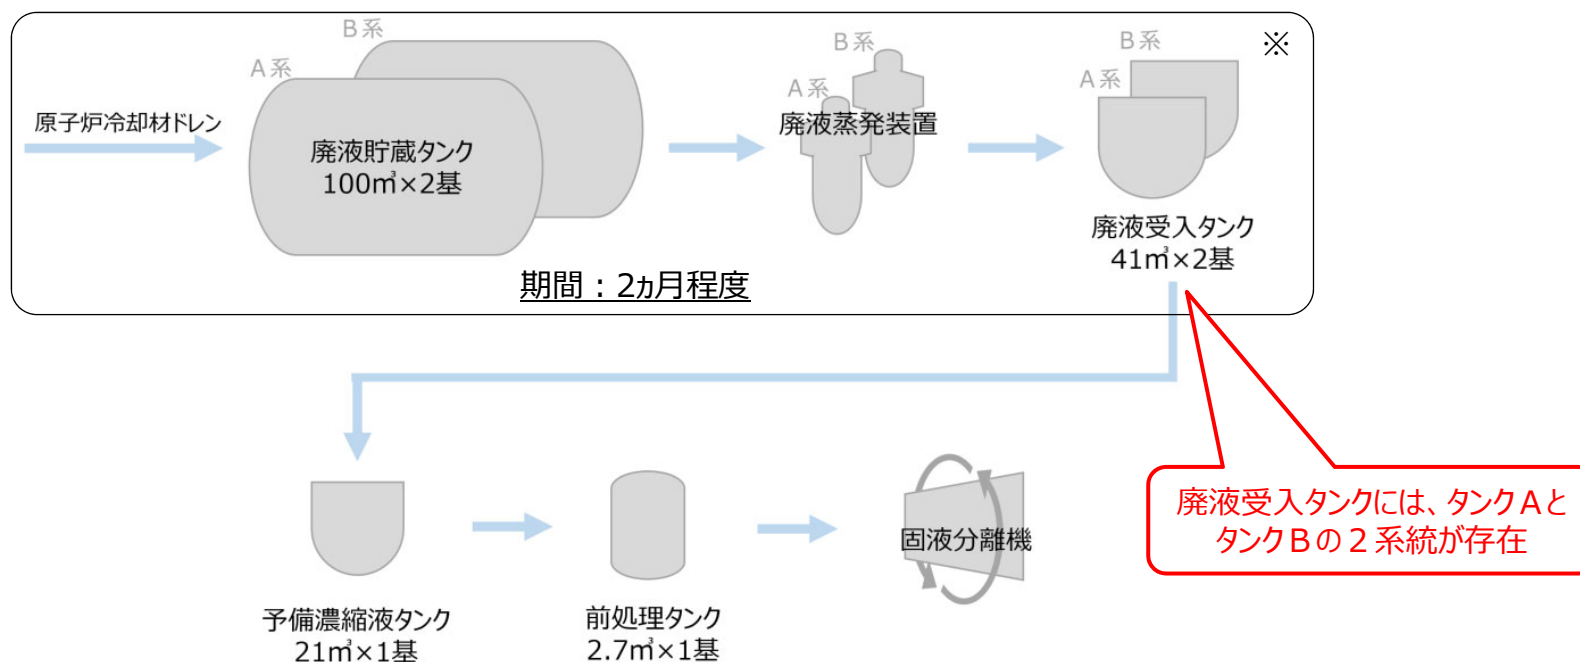 ※
原子炉冷却材ドレン
A系
B系
廃液貯蔵タンク
100㎥×2基
A系
B系
廃液蒸発装置
A系
B系
廃液受入タンク
41㎥×2基
期間：2ヵ月程度
廃液受入タンクには、タンクAと
タンクBの2系統が存在
予備濃縮液タンク
21㎥×1基
前処理タンク
2.7㎥×1基
固液分離機